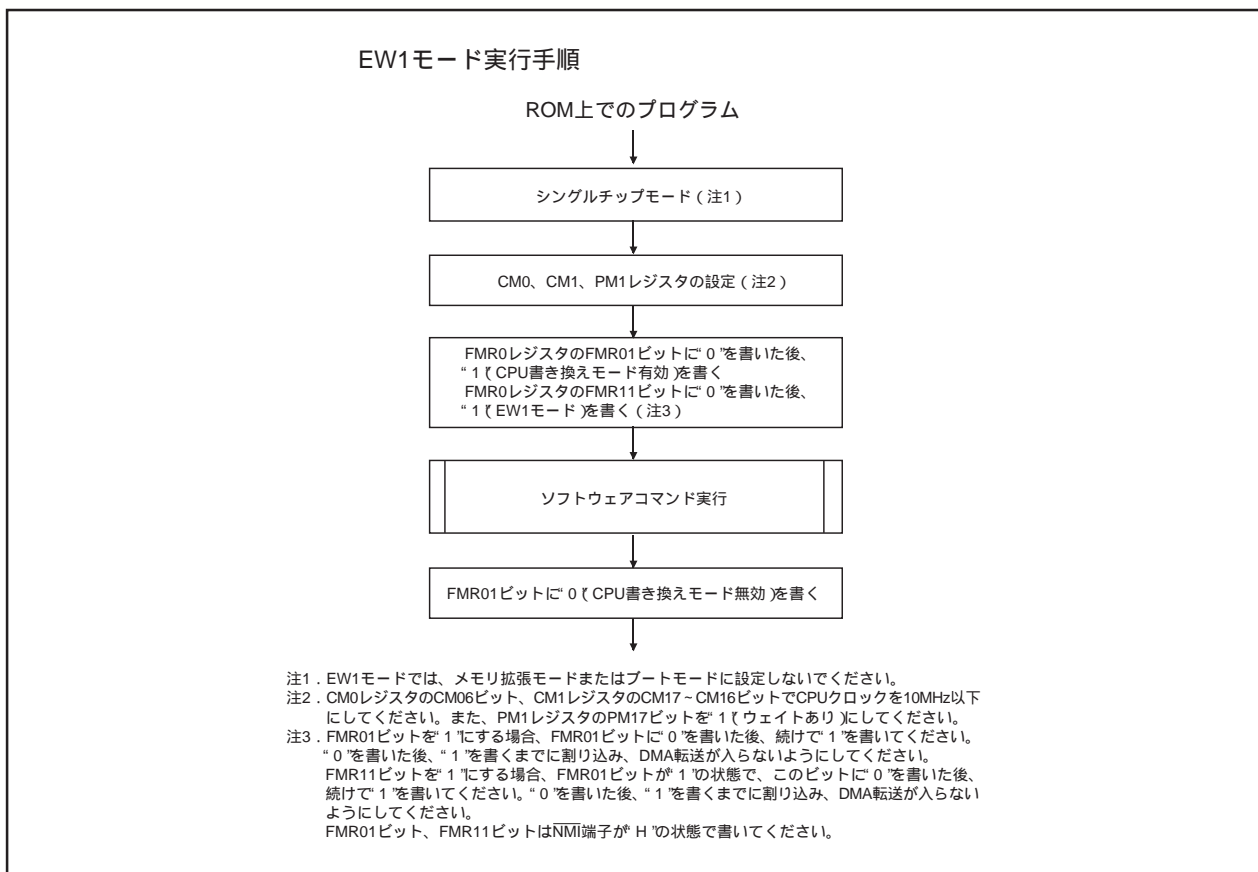 EW1モード実行手順
ROM上でのプログラム
シングルチップモード（注1）
CM0、CM1、PM1レジスタの設定（注2）
FMR0レジスタのFMR01ビットに“0”を書いた後、
“1”（CPU書き換えモード有効）を書く
FMR0レジスタのFMR11ビットに“0”を書いた後、
“1”（EW1モード）を書く（注3）
ソフトウェアコマンド実行
FMR01ビットに“0”（CPU書き換えモード無効）を書く
注1．EW1モードでは、メモリ拡張モードまたはブートモードに設定しないでください。
注2．CM0レジスタのCM06ビット、CM1レジスタのCM17～CM16ビットでCPUクロックを10MHz以下
にしてください。また、PM1レジスタのPM17ビットを“1”（ウェイトあり）にしてください。
注3．FMR01ビットを“1”にする場合、FMR01ビットに“0”を書いた後、続けて“1”を書いてください。
“0”を書いた後、“1”を書くまでに割り込み、DMA転送が入らないようにしてください。
FMR11ビットを“1”にする場合、FMR01ビットが“1”の状態で、このビットに“0”を書いた後、
続けて“1”を書いてください。“0”を書いた後、“1”を書くまでに割り込み、DMA転送が入らない
ようにしてください。
FMR01ビット、FMR11ビットはNMI端子が“H”の状態で書いてください。